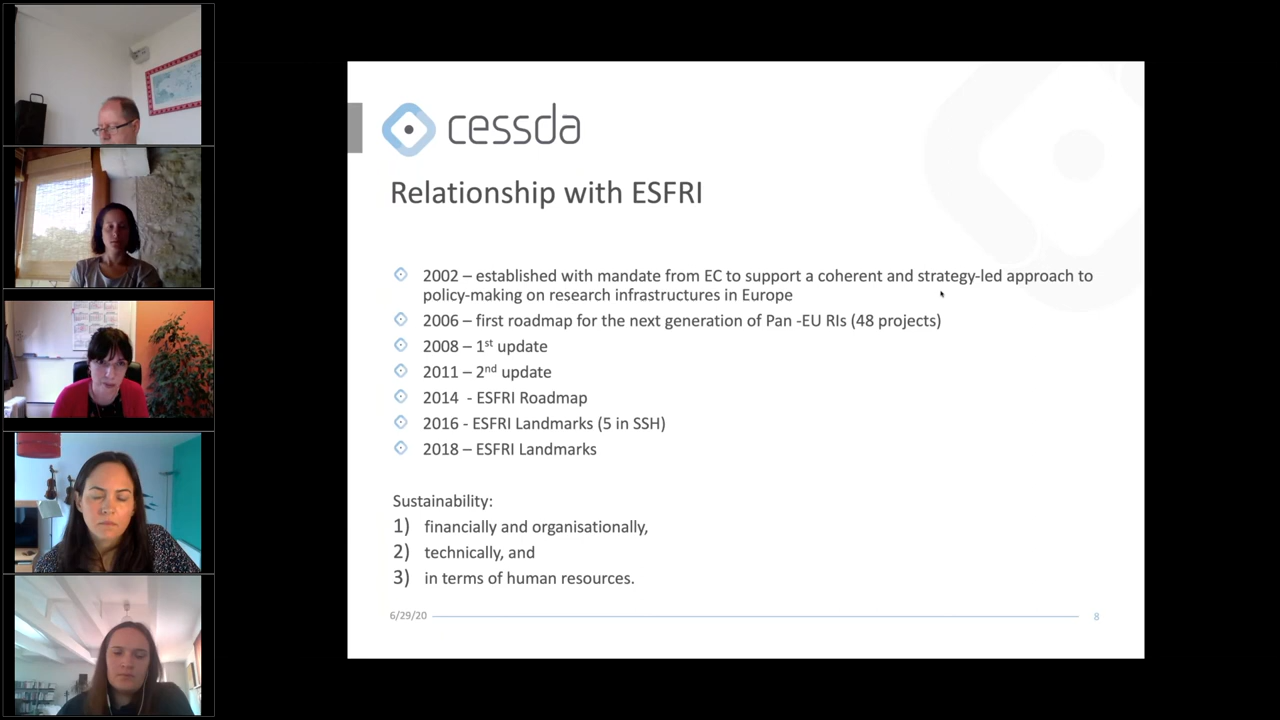 cessda
Relationship with ESFRI
2002 – established with mandate from EC to support a coherent and strategy-led approach to
policy-making on research infrastructures in Europe
2006 – first roadmap for the next generation of Pan -EU RIs (48 projects)
2008 – 1st update
2011 – 2nd update
2014 - ESFRI Roadmap
2016 - ESFRI Landmarks (5 in SSH)
2018 – ESFRI Landmarks
Sustainability:
1) financially and organisationally,
2) technically, and
3) in terms of human resources.
6/29/20
8